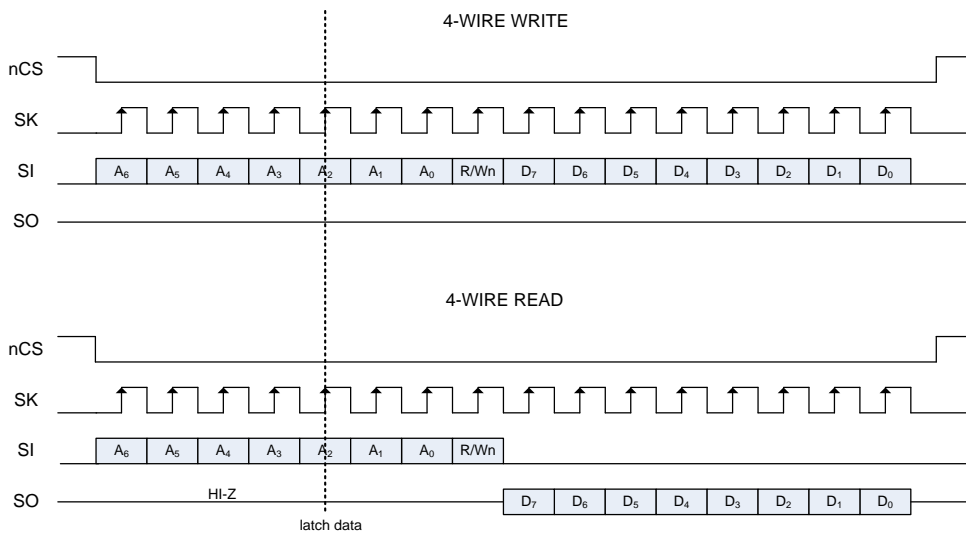 4-WIRE WRITE
nCS
SK
SI A₆ A₅ A₄ A₃ A₂ A₁ A₀ R/Wn D₇ D₆ D₅ D₄ D₃ D₂ D₁ D₀
SO
4-WIRE READ
nCS
SK
SI A₆ A₅ A₄ A₃ A₂ A₁ A₀ R/Wn
SO HI-Z D₇ D₆ D₅ D₄ D₃ D₂ D₁ D₀
latch data